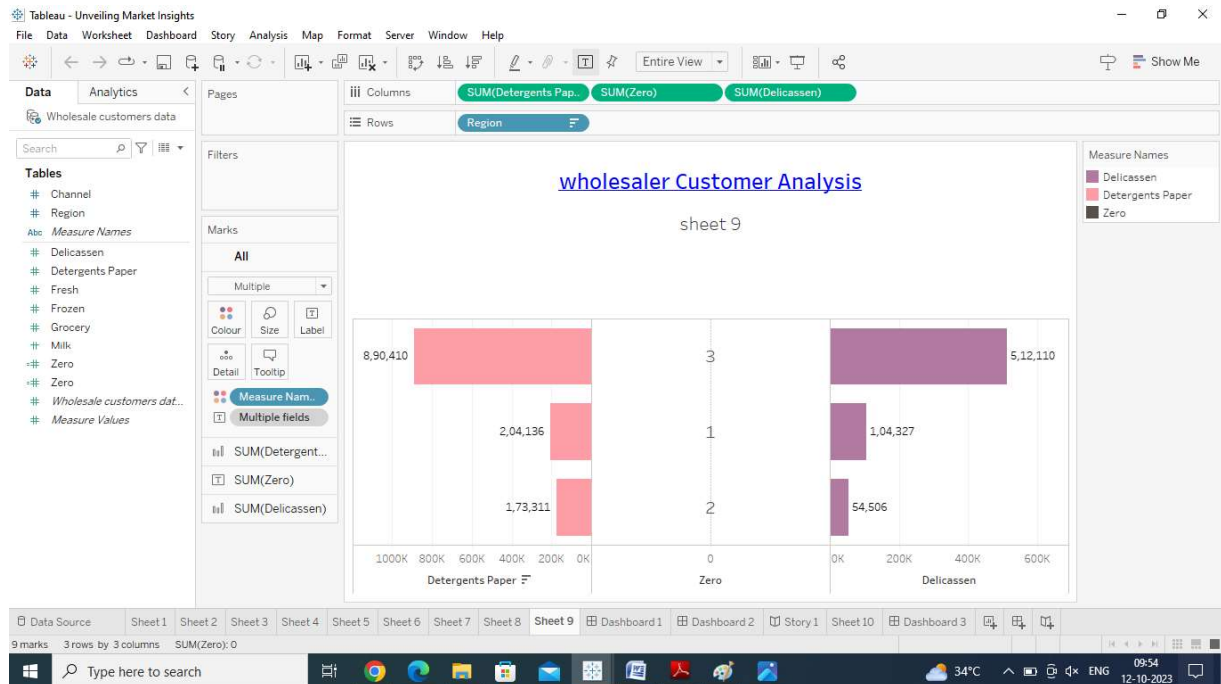 Tableau - Unveiling Market Insights
File Data Worksheet Dashboard Story Analysis Map Format Server Window Help
Entire View
Show Me
Data Analytics
Pages
Columns SUM(Detergents Pap.. SUM(Zero) SUM(Delicassen)
Wholesale customers data
Rows Region
Search
Filters
Tables
Channel
Region
Abc Measure Names
Delicassen
Detergents Paper
Fresh
Frozen
Grocery
Milk
Zero
Zero
Wholesale customers dat...
Measure Values
Marks
All
Multiple
Colour Size Label
Detail Tooltip
Measure Nam..
Multiple fields
SUM(Detergent...
SUM(Zero)
SUM(Delicassen)
wholesaler Customer Analysis
sheet 9
8,90,410 3 5,12,110
2,04,136 1 1,04,327
1,73,311 2 54,506
1000K 800K 600K 400K 200K 0K 0 0K 200K 400K 600K
Detergents Paper Zero Delicassen
Measure Names
Delicassen
Detergents Paper
Zero
Data Source Sheet 1 Sheet 2 Sheet 3 Sheet 4 Sheet 5 Sheet 6 Sheet 7 Sheet 8 Sheet 9 Dashboard 1 Dashboard 2 Story 1 Sheet 10 Dashboard 3
9 marks 3 rows by 3 columns SUM(Zero): 0
Type here to search
34°C ENG 09:54
12-10-2023